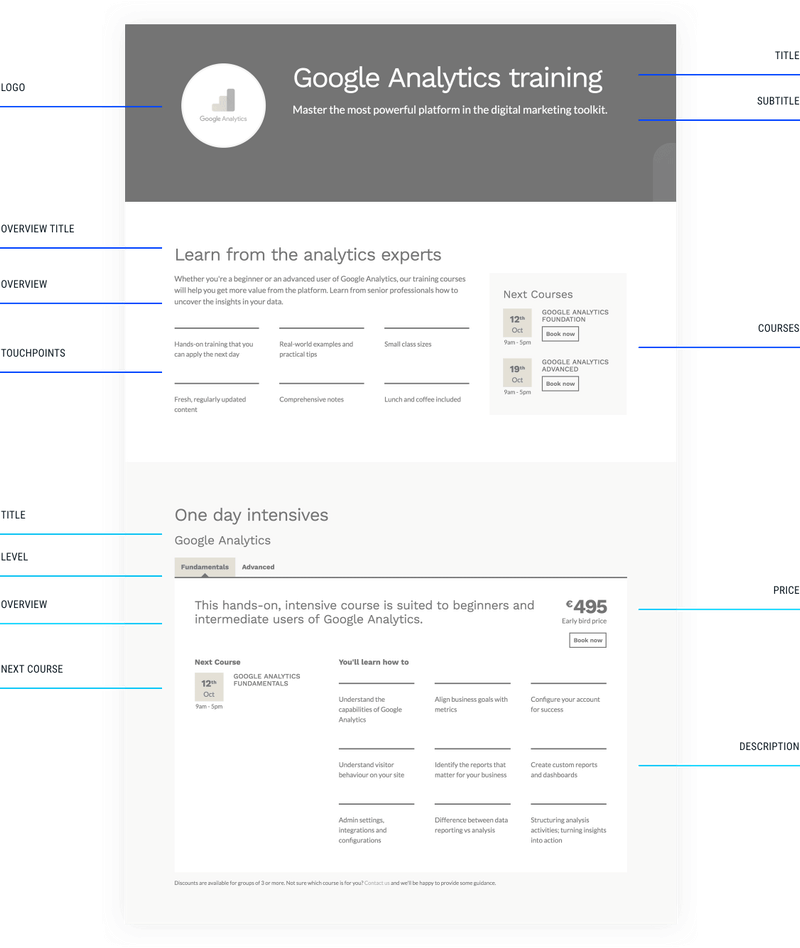 LOGO
TITLE
SUBTITLE
Google Analytics
Google Analytics training
Master the most powerful platform in the digital marketing toolkit.
OVERVIEW TITLE
OVERVIEW
TOUCHPOINTS
COURSES
Learn from the analytics experts
Whether you're a beginner or an advanced user of Google Analytics, our training courses
will help you get more value from the platform. Learn from senior professionals how to
uncover the insights in your data.
Hands-on training that you
can apply the next day
Real-world examples and
practical tips
Small class sizes
Fresh, regularly updated
content
Comprehensive notes
Lunch and coffee included
Next Courses
12th
Oct
9am - 5pm
GOOGLE ANALYTICS
FOUNDATION
Book now
19th
Oct
9am - 5pm
GOOGLE ANALYTICS
ADVANCED
Book now
TITLE
LEVEL
OVERVIEW
NEXT COURSE
PRICE
DESCRIPTION
One day intensives
Google Analytics
Fundamentals
Advanced
This hands-on, intensive course is suited to beginners and
intermediate users of Google Analytics.
€495
Early bird price
Book now
Next Course
12th
Oct
9am - 5pm
GOOGLE ANALYTICS
FUNDAMENTALS
You'll learn how to
Understand the
capabilities of Google
Analytics
Align business goals with
metrics
Configure your account
for success
Understand visitor
behaviour on your site
Identify the reports that
matter for your business
Create custom reports
and dashboards
Admin settings,
integrations and
configurations
Difference between data
reporting vs analysis
Structuring analysis
activities; turning insights
into action
Discounts are available for groups of 3 or more. Not sure which course is for you? Contact us and we'll be happy to provide some guidance.